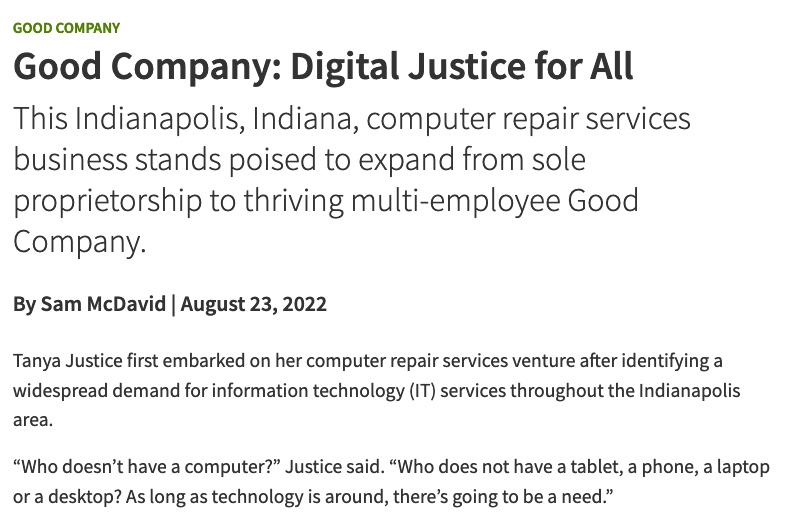 GOOD COMPANY
Good Company: Digital Justice for All
This Indianapolis, Indiana, computer repair services
business stands poised to expand from sole
proprietorship to thriving multi-employee Good
Company.
By Sam McDavid | August 23, 2022
Tanya Justice first embarked on her computer repair services venture after identifying a
widespread demand for information technology (IT) services throughout the Indianapolis
area.
“Who doesn’t have a computer?” Justice said. “Who does not have a tablet, a phone, a laptop
or a desktop? As long as technology is around, there’s going to be a need.”